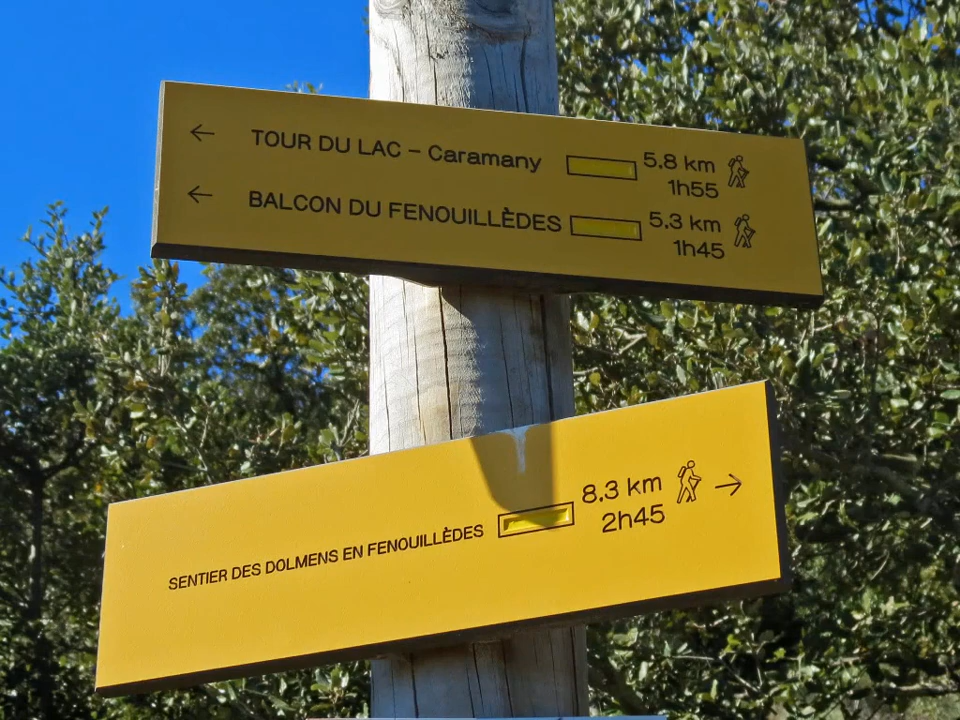 ← TOUR DU LAC – Caramany 5.8 km
1h55
← BALCON DU FENOUILLÈDES 5.3 km
1h45
SENTIER DES DOLMENS EN FENOUILLÈDES 8.3 km →
2h45